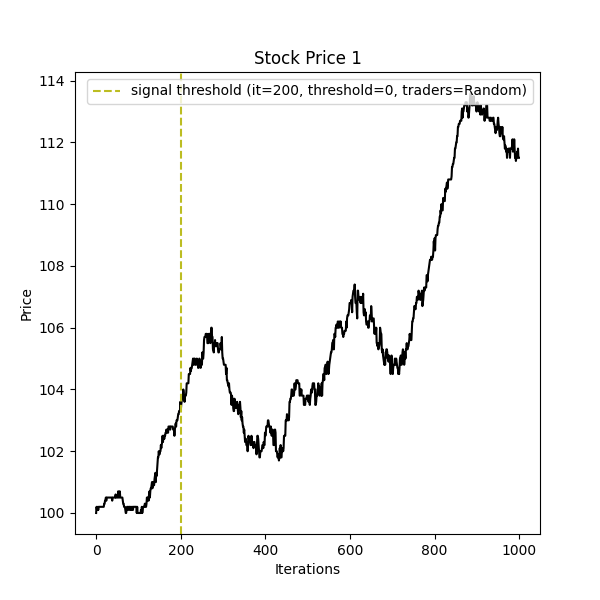 Stock Price 1
signal threshold (it=200, threshold=0, traders=Random)
114
112
110
108
106
104
102
100
Price
0 200 400 600 800 1000
Iterations